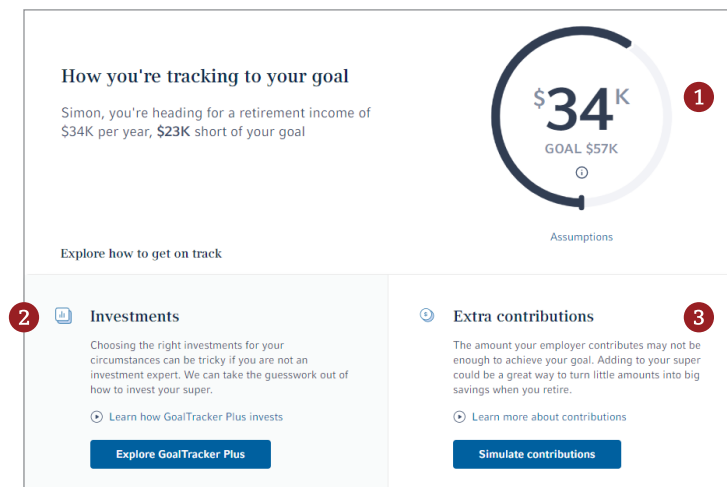 How you're tracking to your goal
Simon, you're heading for a retirement income of
$34K per year, $23K short of your goal
$34K
GOAL $57K
Assumptions
1
Explore how to get on track
2
Investments
Choosing the right investments for your
circumstances can be tricky if you are not an
investment expert. We can take the guesswork out of
how to invest your super.
Learn how GoalTracker Plus invests
Explore GoalTracker Plus
Extra contributions
3
The amount your employer contributes may not be
enough to achieve your goal. Adding to your super
could be a great way to turn little amounts into big
savings when you retire.
Learn more about contributions
Simulate contributions